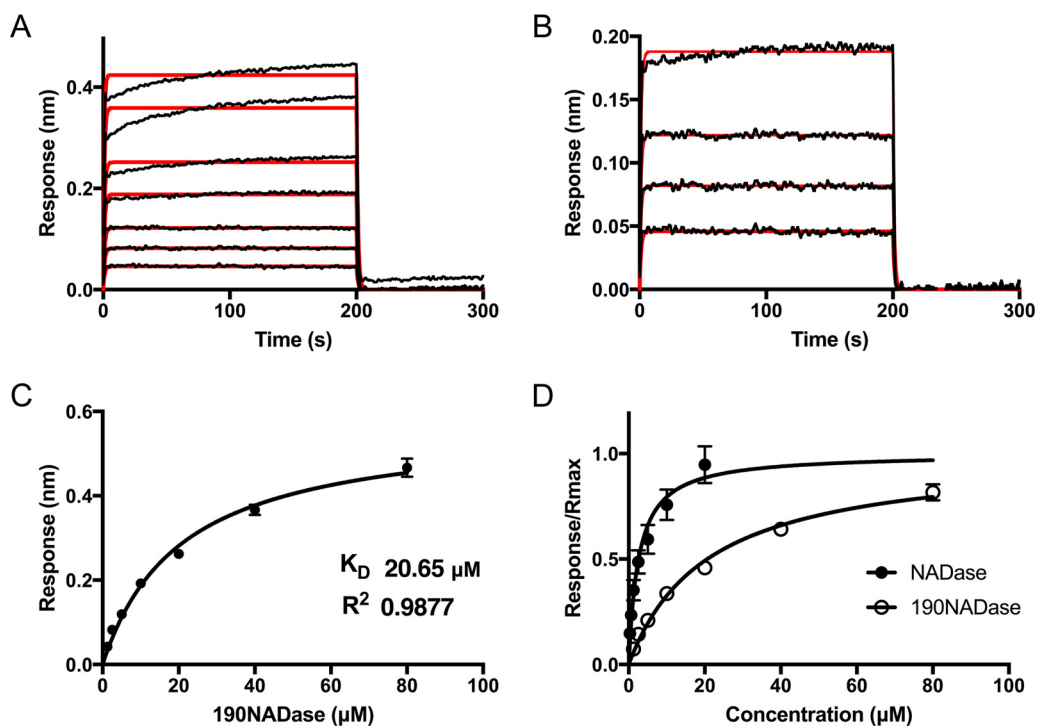 A
Response (nm)
0.4
0.2
0.0
0
100
200
300
Time (s)
B
Response (nm)
0.20
0.15
0.10
0.05
0.00
0
100
200
300
Time (s)
C
Response (nm)
0.6
0.4
0.2
0.0
K_D 20.65 µM
R² 0.9877
0
20
40
60
80
100
190NADase (µM)
D
Response/Rmax
1.0
0.5
0.0
NADase
190NADase
0
20
40
60
80
100
Concentration (µM)